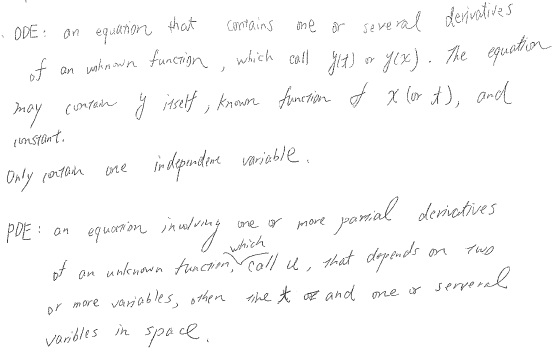 . ODE: an equation that contains one or several derivatives
of an unknown function, which call y(t) or y(x). The equation
may contain y itself, known function of x (or t), and
constant.
Only contain one independent variable.
PDE: an equation involving one or more partial derivatives
of an unknown function, which call u, that depends on two
or more variables, often time t or and one or serveral
varibles in space.